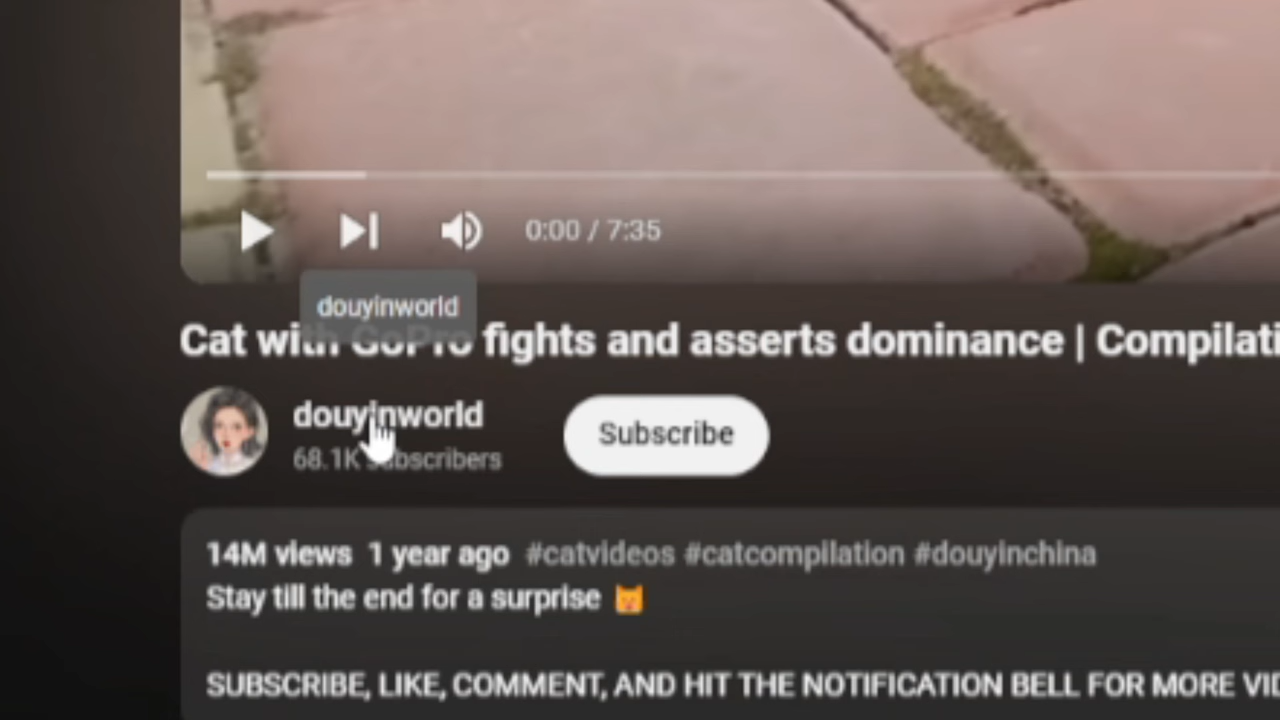 0:00 / 7:35
douyinworld
Cat with GoPro fights and asserts dominance | Compilati
douyinworld
68.1K subscribers
Subscribe
14M views 1 year ago #catvideos #catcompilation #douyinchina
Stay till the end for a surprise 😼
SUBSCRIBE, LIKE, COMMENT, AND HIT THE NOTIFICATION BELL FOR MORE VID